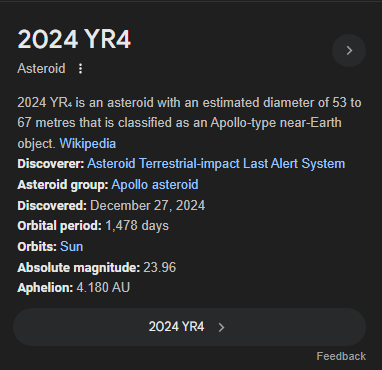 2024 YR4
Asteroid
2024 YR₄ is an asteroid with an estimated diameter of 53 to
67 metres that is classified as an Apollo-type near-Earth
object. Wikipedia
Discoverer: Asteroid Terrestrial-impact Last Alert System
Asteroid group: Apollo asteroid
Discovered: December 27, 2024
Orbital period: 1,478 days
Orbits: Sun
Absolute magnitude: 23.96
Aphelion: 4.180 AU
2024 YR4
Feedback